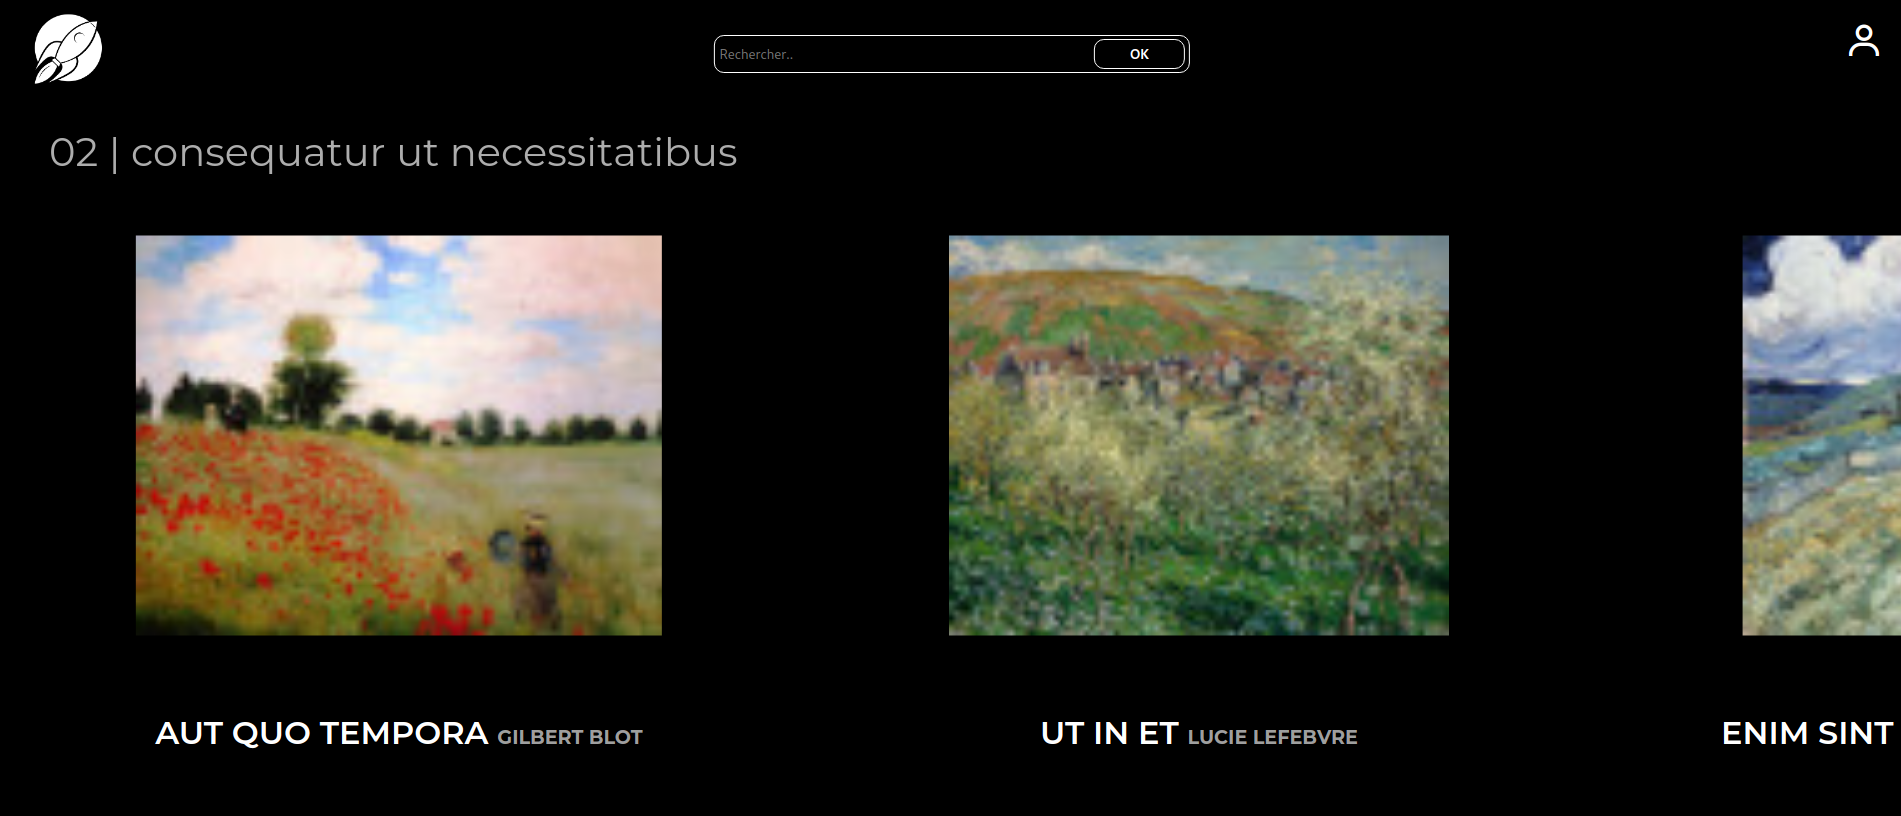 Rechercher..
OK
02 | consequatur ut necessitatibus
AUT QUO TEMPORA GILBERT BLOT
UT IN ET LUCIE LEFEBVRE
ENIM SINT